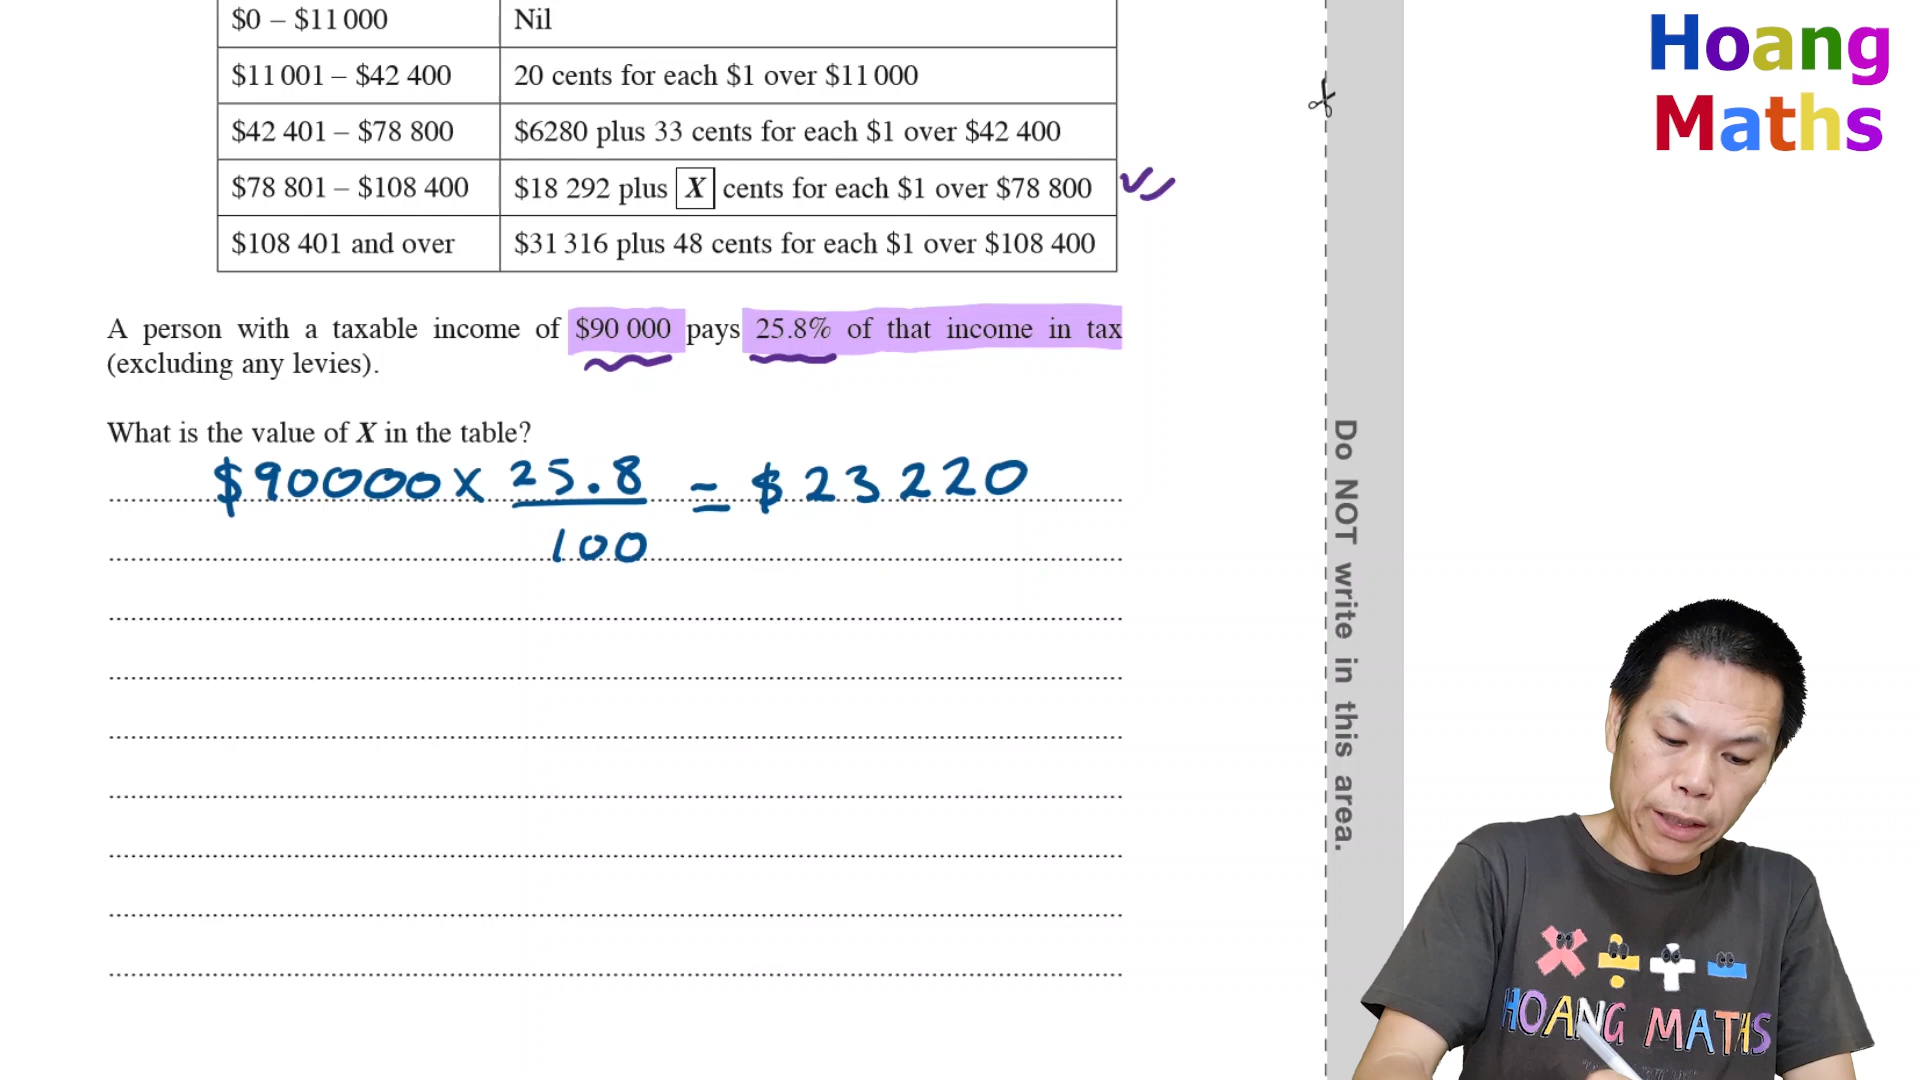 $0 – $11 000 Nil
$11 001 – $42 400 20 cents for each $1 over $11 000
$42 401 – $78 800 $6280 plus 33 cents for each $1 over $42 400
$78 801 – $108 400 $18 292 plus X cents for each $1 over $78 800
$108 401 and over $31 316 plus 48 cents for each $1 over $108 400
A person with a taxable income of $90 000 pays 25.8% of that income in tax
(excluding any levies).
What is the value of X in the table?
$90000 x 25.8 = $23220
100
Do NOT write in this area.
Hoang
Maths
HOANG MATHS